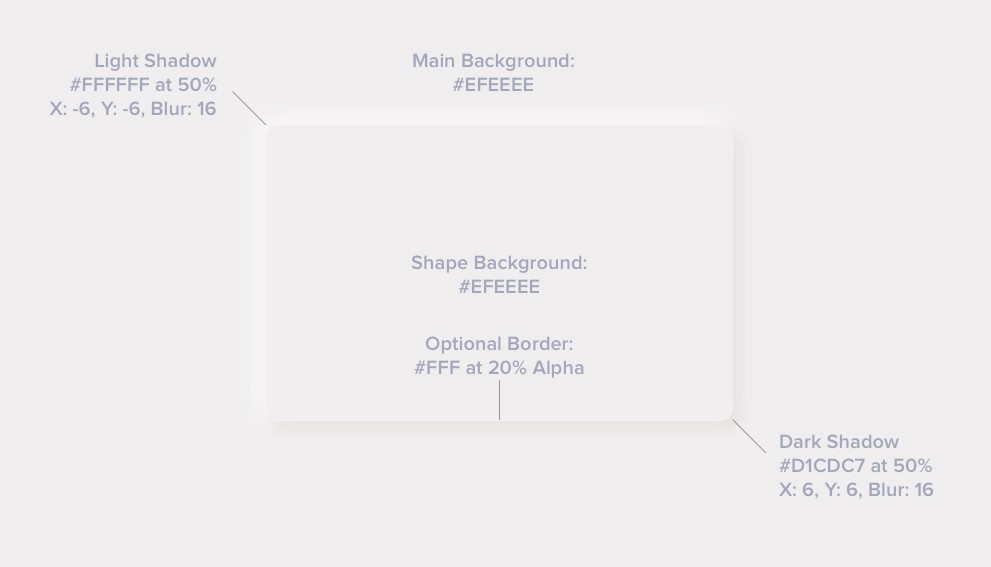 Light Shadow
#FFFFFF at 50%
X: -6, Y: -6, Blur: 16
Main Background:
#EFEEEE
Shape Background:
#EFEEEE
Optional Border:
#FFF at 20% Alpha
Dark Shadow
#D1CDC7 at 50%
X: 6, Y: 6, Blur: 16